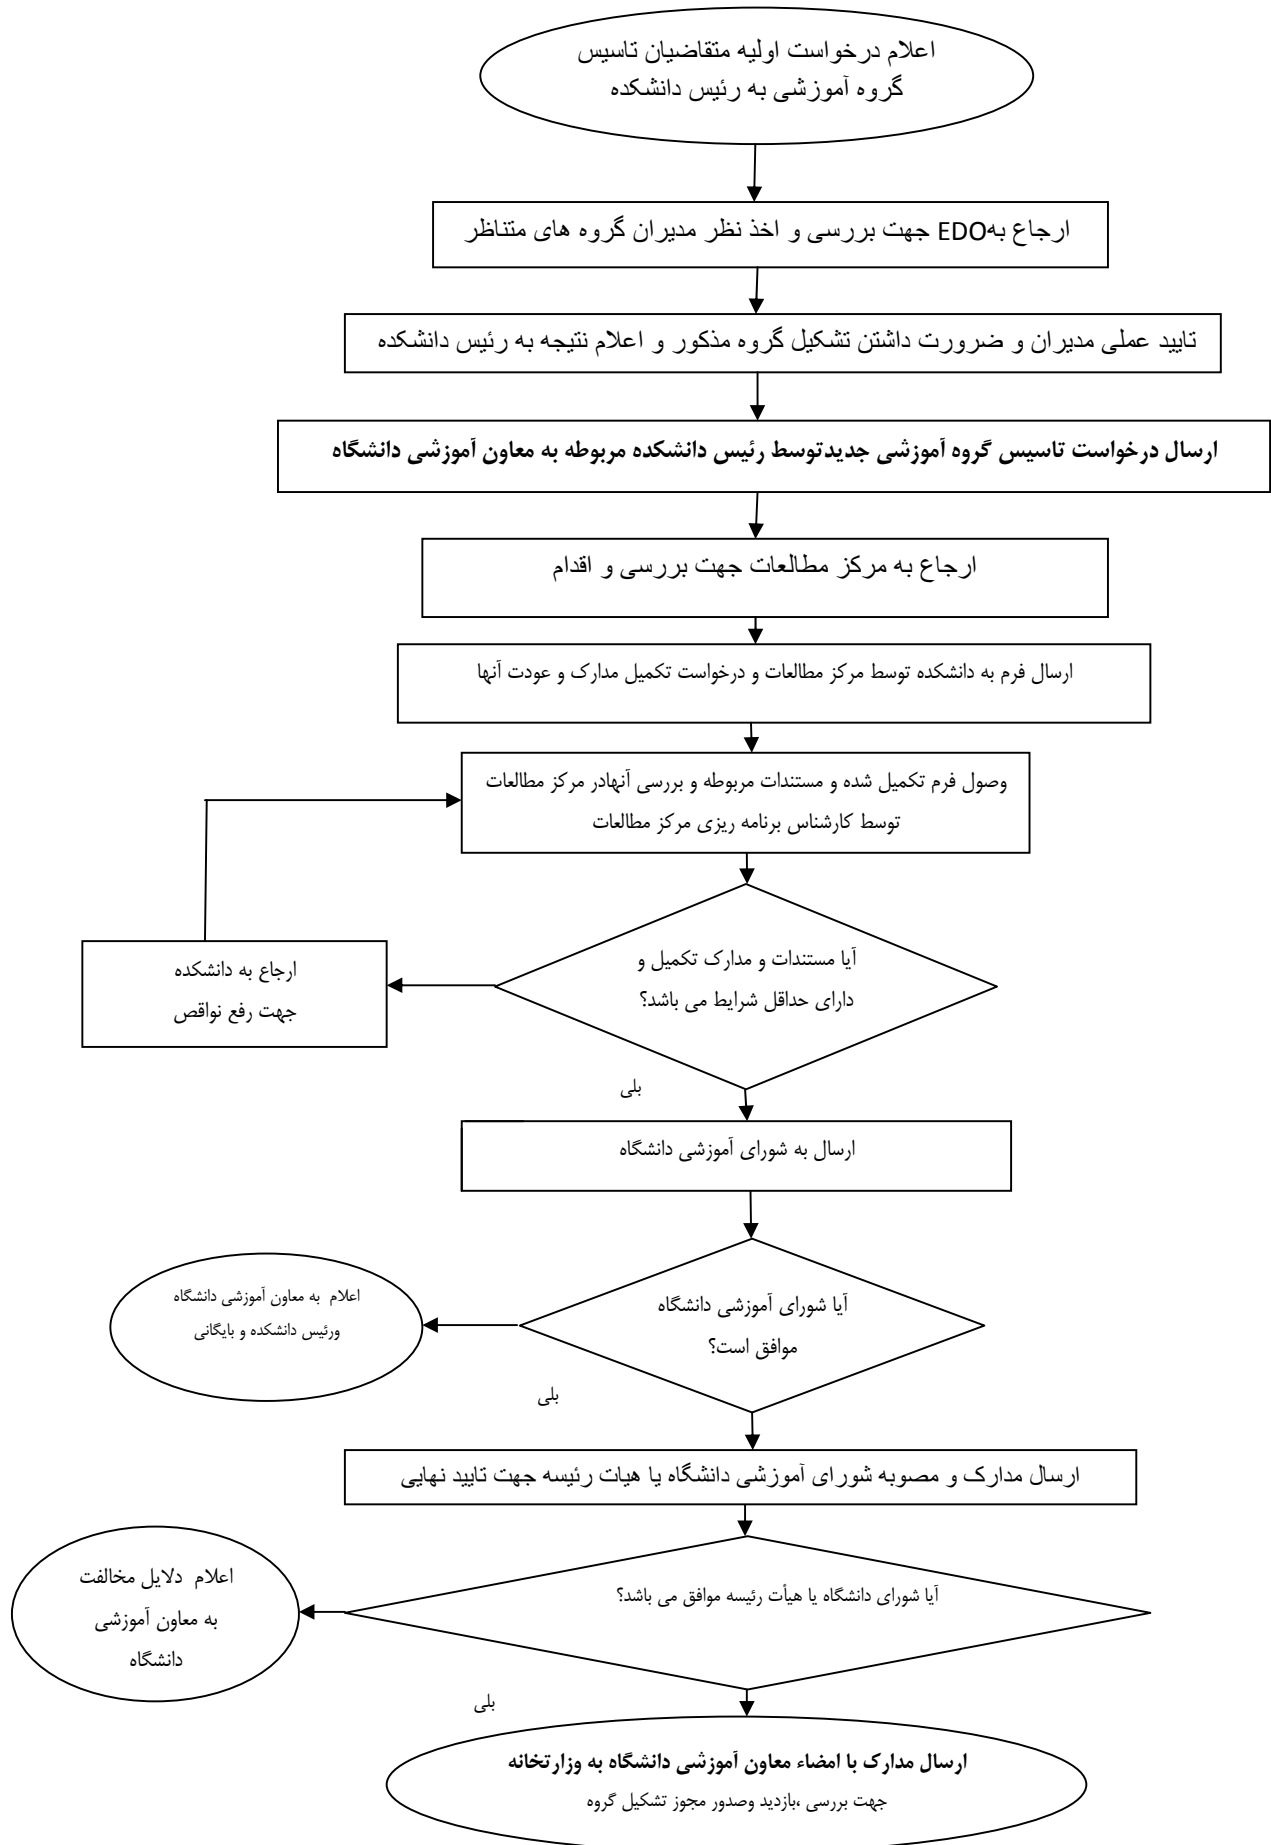 اعلام درخواست اولیه متقاضیان تاسیس
گروه آموزشی به رئیس دانشکده
ارجاع بهEDO جهت بررسی و اخذ نظر مدیران گروه های متناظر
تایید عملی مدیران و ضرورت داشتن تشکیل گروه مذکور و اعلام نتیجه به رئیس دانشکده
ارسال درخواست تاسیس گروه آموزشی جدیدتوسط رئیس دانشکده مربوطه به معاون آموزشی دانشگاه
ارجاع به مرکز مطالعات جهت بررسی و اقدام
ارسال فرم به دانشکده توسط مرکز مطالعات و درخواست تکمیل مدارک و عودت آنها
وصول فرم تکمیل شده و مستندات مربوطه و بررسی آنهادر مرکز مطالعات
توسط کارشناس برنامه ریزی مرکز مطالعات
آیا مستندات و مدارک تکمیل و
دارای حداقل شرایط می باشد؟
ارجاع به دانشکده
جهت رفع نواقص
بلی
ارسال به شورای آموزشی دانشگاه
آیا شورای آموزشی دانشگاه
موافق است؟
اعلام به معاون آموزشی دانشگاه
ورئیس دانشکده و بایگانی
بلی
ارسال مدارک و مصوبه شورای آموزشی دانشگاه یا هیات رئیسه جهت تایید نهایی
آیا شورای دانشگاه یا هیأت رئیسه موافق می باشد؟
اعلام دلایل مخالفت
به معاون آموزشی
دانشگاه
بلی
ارسال مدارک با امضاء معاون آموزشی دانشگاه به وزارتخانه
جهت بررسی ،بازدید وصدور مجوز تشکیل گروه